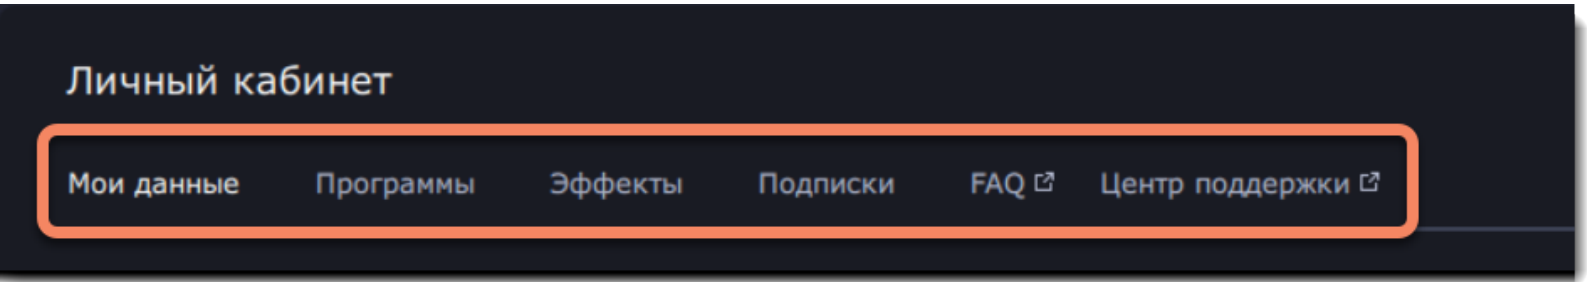 Личный кабинет
Мои данные Программы Эффекты Подписки FAQ Центр поддержки